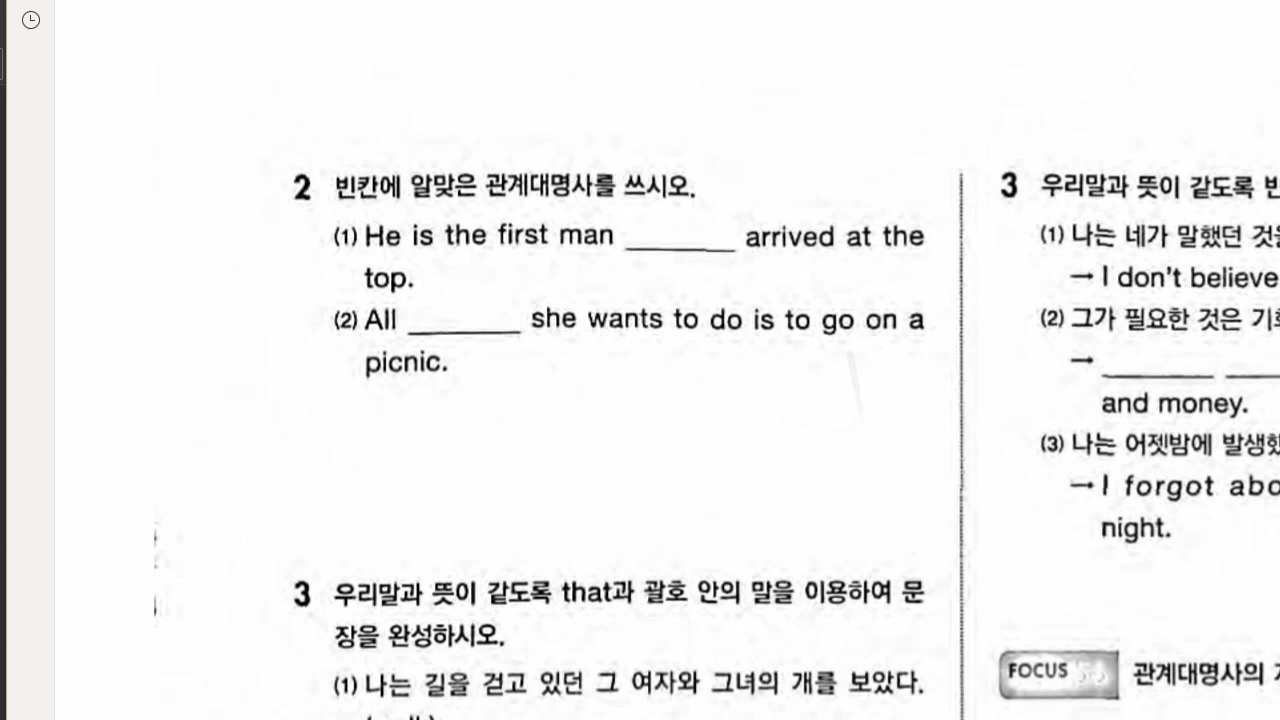 2 빈칸에 알맞은 관계대명사를 쓰시오.
(1) He is the first man ______ arrived at the
top.
(2) All ______ she wants to do is to go on a
picnic.
3 우리말과 뜻이 같도록 that과 괄호 안의 말을 이용하여 문
장을 완성하시오.
(1) 나는 길을 걷고 있던 그 여자와 그녀의 개를 보았다.
3 우리말과 뜻이 같도록
(1) 나는 네가 말했던
→ I don't believe
(2) 그가 필요한 것은
→ ______ ______
and money.
(3) 나는 어젯밤에
→ I forgot
night.
FOCUS
관계대명사의